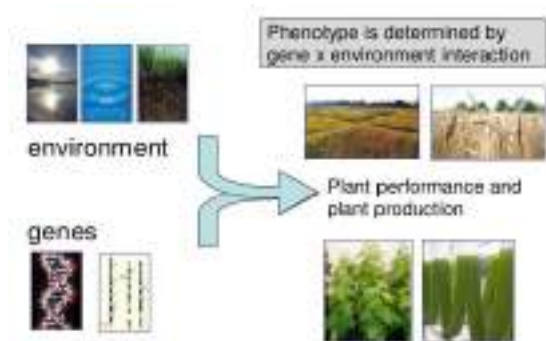 Phenotype is determined by
gene x environment interaction
environment
Plant performance and
plant production
genes